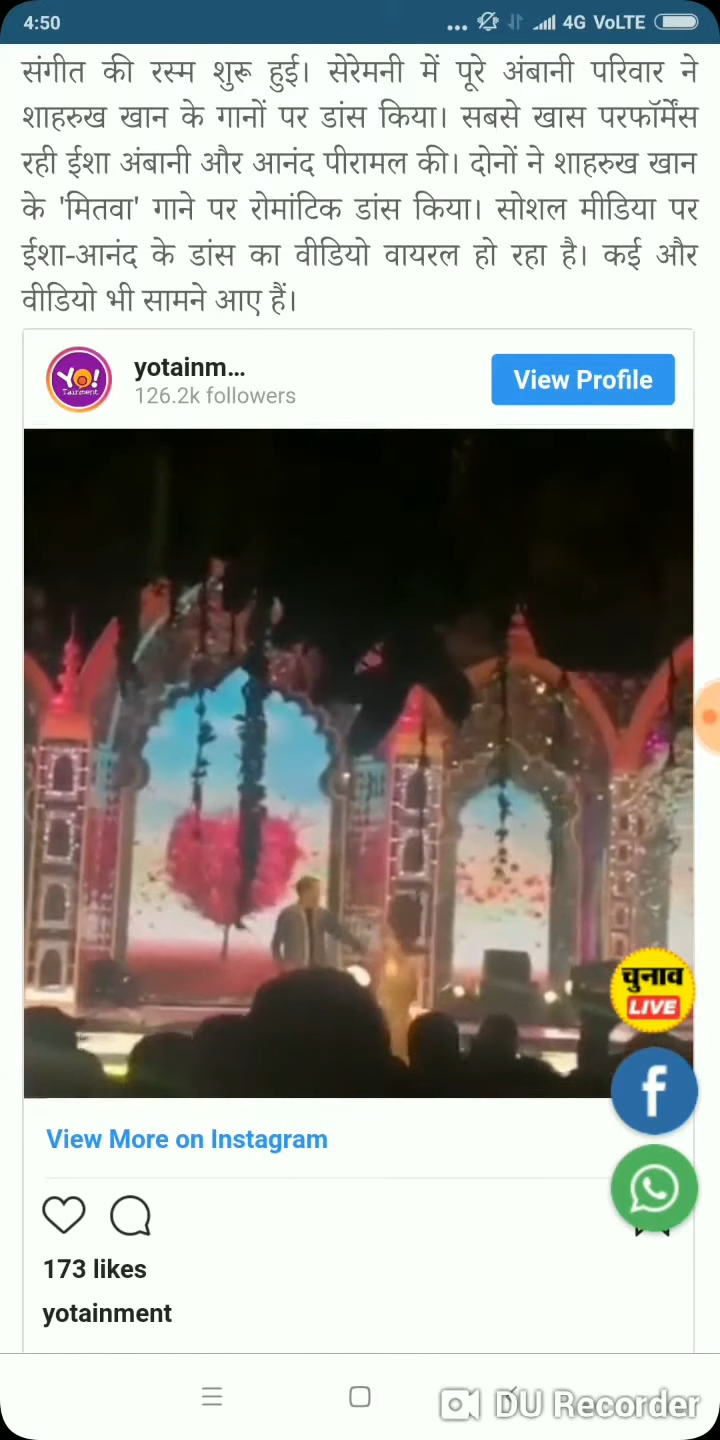 4:50
... 4G VoLTE
संगीत की रस्म शुरू हुई। सेरेमनी में पूरे अंबानी परिवार ने
शाहरुख खान के गानों पर डांस किया। सबसे खास परफॉर्मेंस
रही ईशा अंबानी और आनंद पीरामल की। दोनों ने शाहरुख खान
के 'मितवा' गाने पर रोमांटिक डांस किया। सोशल मीडिया पर
ईशा-आनंद के डांस का वीडियो वायरल हो रहा है। कई और
वीडियो भी सामने आए हैं।
YO!
Tainment
yotainm...
126.2k followers
View Profile
चुनाव
LIVE
f
View More on Instagram
173 likes
yotainment
DU Recorder